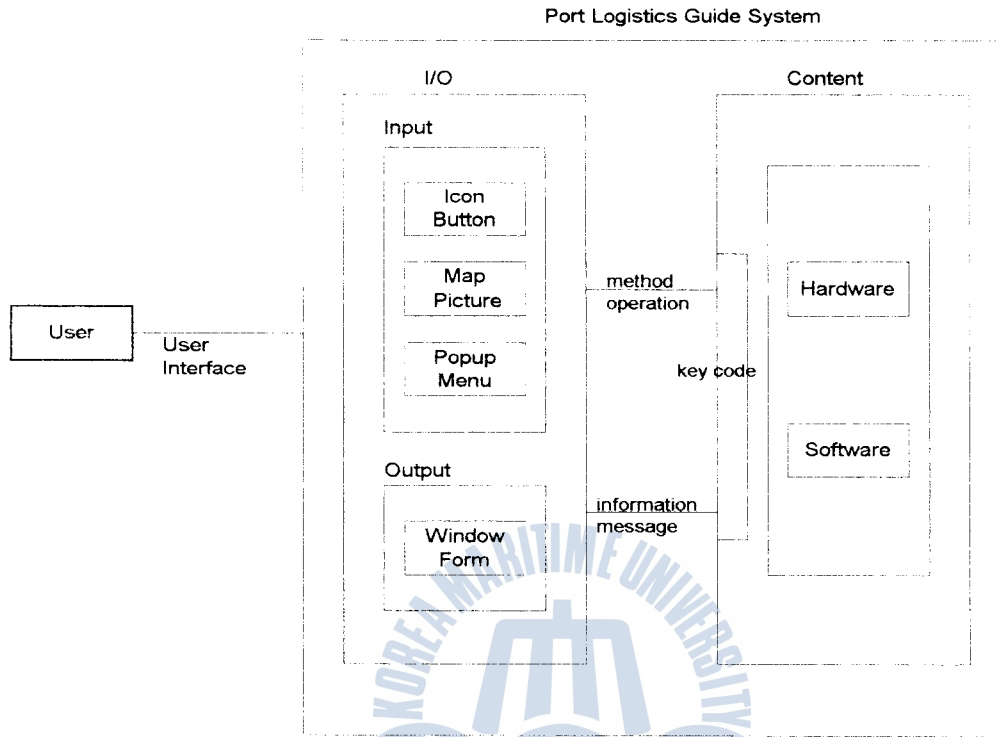 Port Logistics Guide System
I/O
Content
Input
Icon
Button
Map
Picture
Popup
Menu
Output
Window
Form
User
User
Interface
method
operation
key code
information
message
Hardware
Software
KOREA MARITIME UNIVERSITY